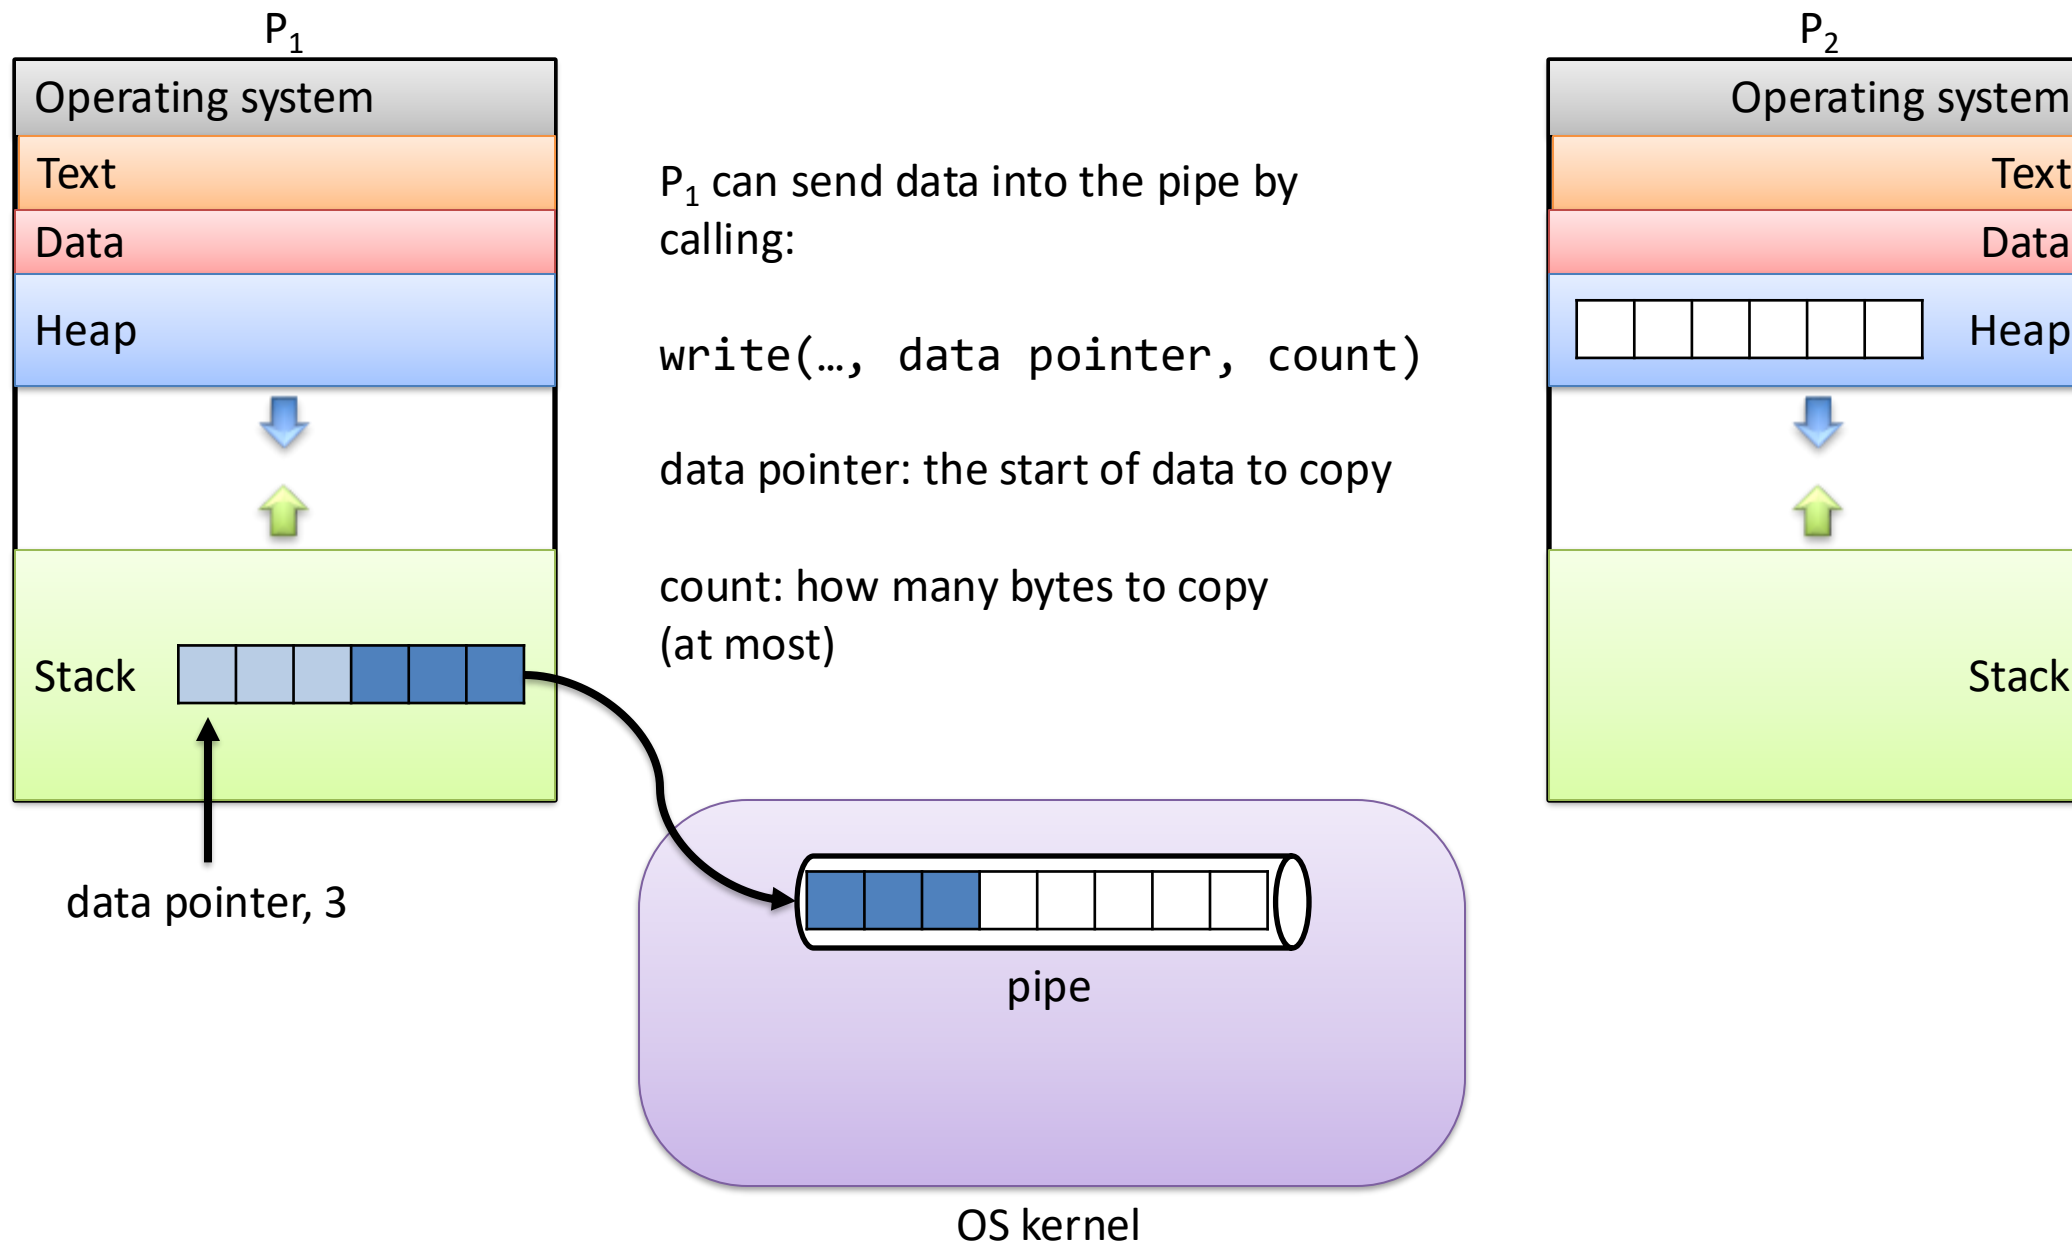 P₁
Operating system
Text
Data
Heap
Stack
data pointer, 3
P₁ can send data into the pipe by
calling:
write(…, data pointer, count)
data pointer: the start of data to copy
count: how many bytes to copy
(at most)
pipe
OS kernel
P₂
Operating system
Text
Data
Heap
Stack